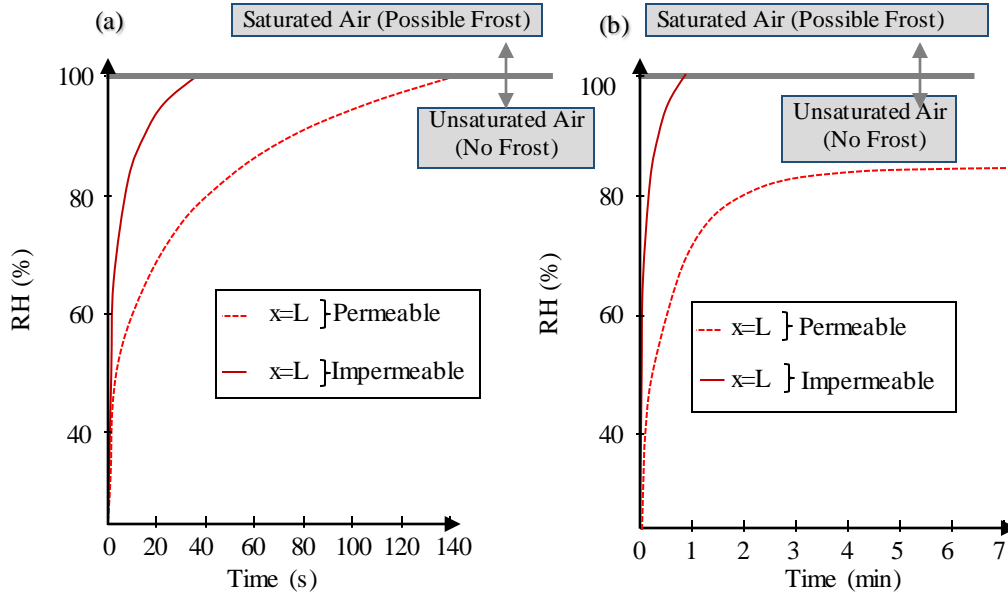 (a)
Saturated Air (Possible Frost)
100
Unsaturated Air
(No Frost)
80
RH (%)
60
x=L Permeable
x=L Impermeable
40
0 20 40 60 80 100 120 140
Time (s)
(b)
Saturated Air (Possible Frost)
100
Unsaturated Air
(No Frost)
80
RH (%)
60
x=L Permeable
x=L Impermeable
40
0 1 2 3 4 5 6 7
Time (min)